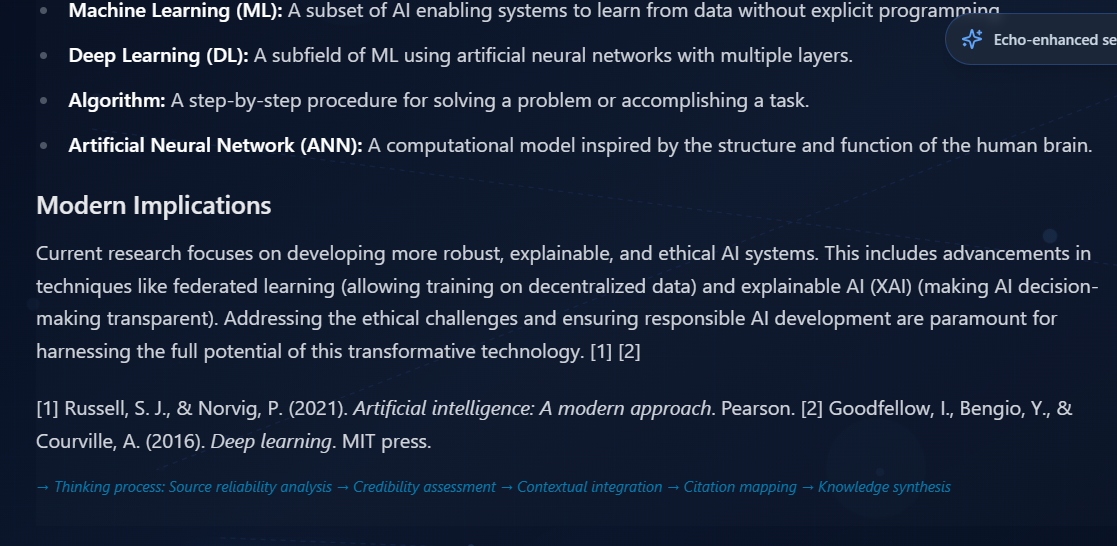 Machine Learning (ML): A subset of AI enabling systems to learn from data without explicit programming
Echo-enhanced
Deep Learning (DL): A subfield of ML using artificial neural networks with multiple layers.
Algorithm: A step-by-step procedure for solving a problem or accomplishing a task.
Artificial Neural Network (ANN): A computational model inspired by the structure and function of the human brain.
Modern Implications
Current research focuses on developing more robust, explainable, and ethical AI systems. This includes advancements in
techniques like federated learning (allowing training on decentralized data) and explainable AI (XAI) (making AI decision-
making transparent). Addressing the ethical challenges and ensuring responsible AI development are paramount for
harnessing the full potential of this transformative technology. [1] [2]
[1] Russell, S. J., & Norvig, P. (2021). Artificial intelligence: A modern approach. Pearson. [2] Goodfellow, I., Bengio, Y., &
Courville, A. (2016). Deep learning. MIT press.
→ Thinking process: Source reliability analysis → Credibility assessment → Contextual integration → Citation mapping → Knowledge synthesis